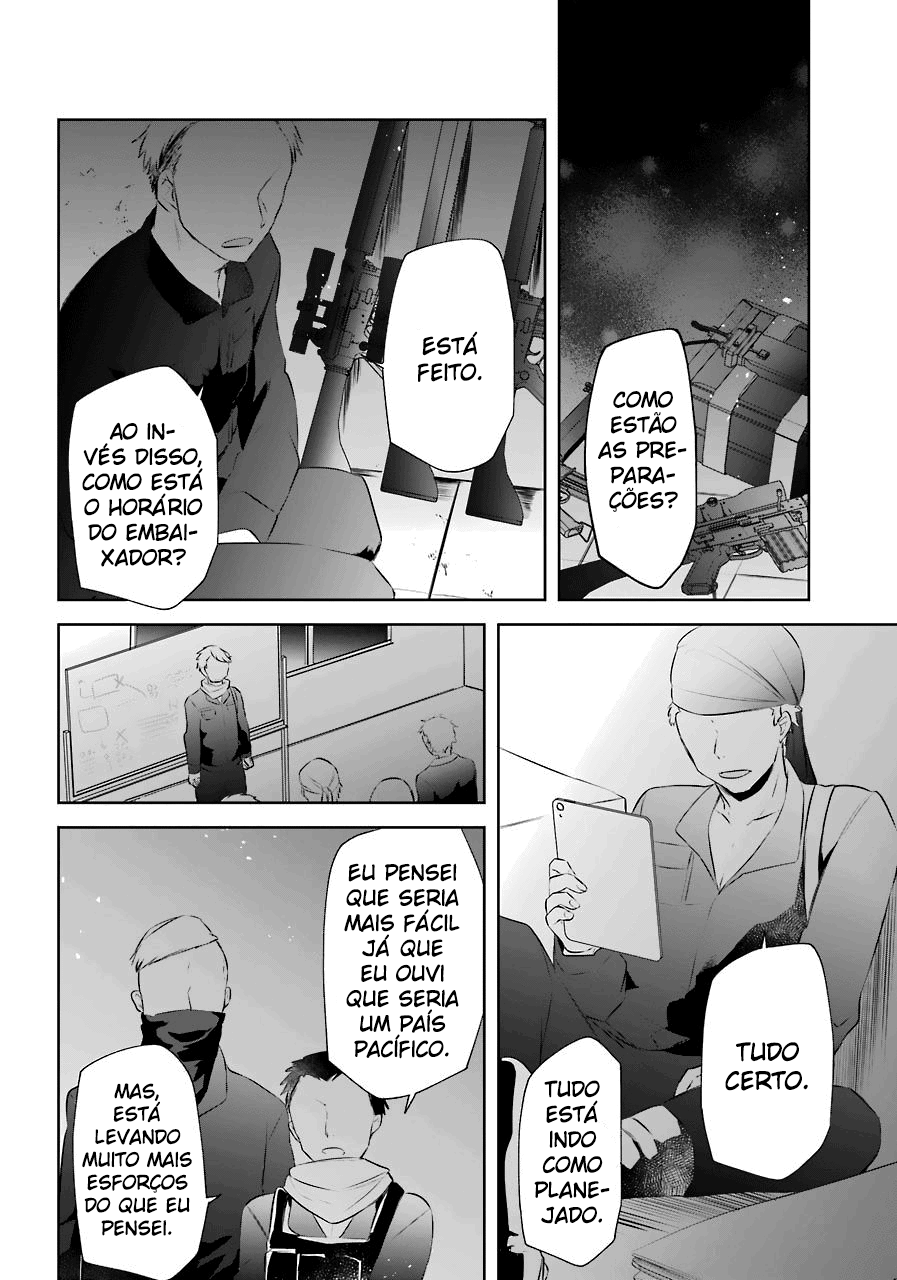 COMO
ESTÃO
AS PRE-
PARA-
ÇÕES?
ESTÁ
FEITO.
AO IN-
VÉS DISSO,
COMO ESTÁ
O HORÁRIO
DO EMBAI-
XADOR?
TUDO
CERTO.
TUDO
ESTÁ
INDO
COMO
PLANE-
JADO.
EU PENSEI
QUE SERIA
MAIS FÁCIL
JÁ QUE
EU OUVI
QUE SERIA
UM PAÍS
PACÍFICO.
MAS,
ESTÁ
LEVANDO
MUITO MAIS
ESFORÇOS
DO QUE EU
PENSEI.